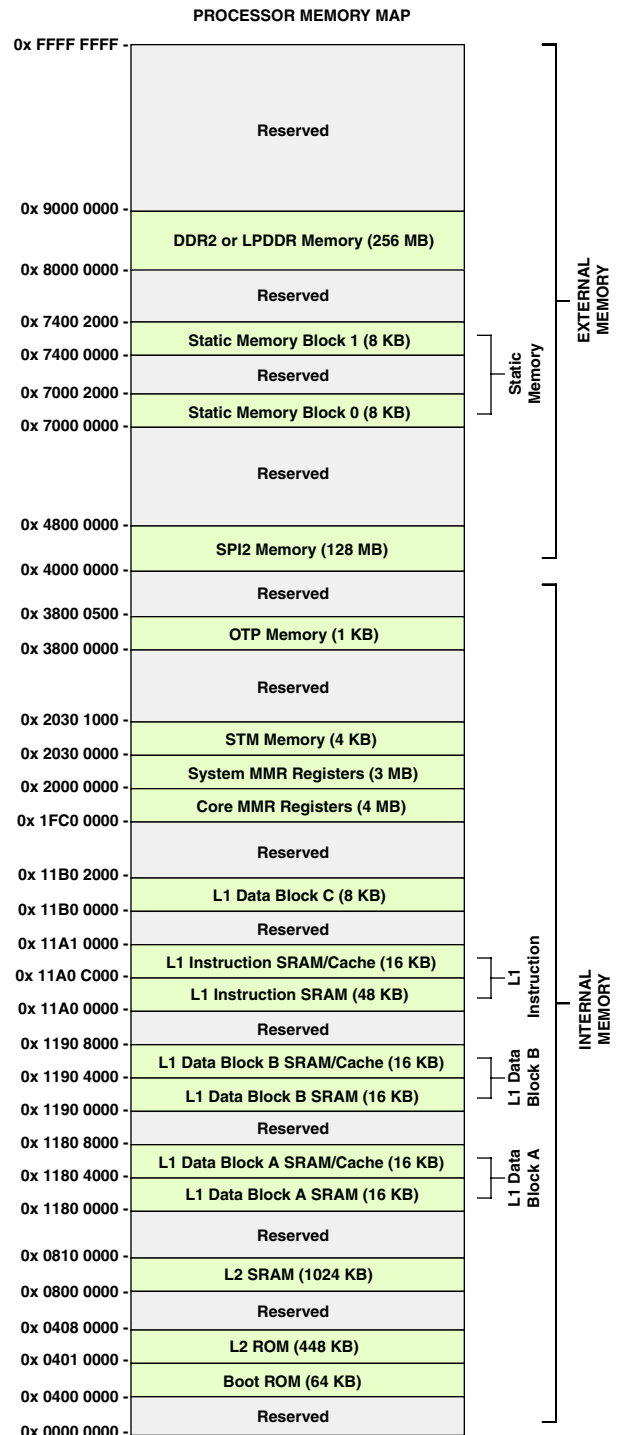 PROCESSOR MEMORY MAP
0x FFFF FFFF -
Reserved
0x 9000 0000 -
DDR2 or LPDDR Memory (256 MB)
0x 8000 0000 -
Reserved
0x 7400 2000 -
Static Memory Block 1 (8 KB)
0x 7400 0000 -
Reserved
0x 7000 2000 -
Static Memory Block 0 (8 KB)
0x 7000 0000 -
Static
Memory
Reserved
0x 4800 0000 -
SPI2 Memory (128 MB)
0x 4000 0000 -
EXTERNAL
MEMORY
Reserved
0x 3800 0500 -
OTP Memory (1 KB)
0x 3800 0000 -
Reserved
0x 2030 1000 -
STM Memory (4 KB)
0x 2030 0000 -
System MMR Registers (3 MB)
0x 2000 0000 -
Core MMR Registers (4 MB)
0x 1FC0 0000 -
Reserved
0x 11B0 2000 -
L1 Data Block C (8 KB)
0x 11B0 0000 -
Reserved
0x 11A1 0000 -
L1 Instruction SRAM/Cache (16 KB)
0x 11A0 C000 -
L1 Instruction SRAM (48 KB)
0x 11A0 0000 -
L1
Instruction
Reserved
0x 1190 8000 -
L1 Data Block B SRAM/Cache (16 KB)
0x 1190 4000 -
L1 Data Block B SRAM (16 KB)
0x 1190 0000 -
L1 Data
Block B
Reserved
0x 1180 8000 -
L1 Data Block A SRAM/Cache (16 KB)
0x 1180 4000 -
L1 Data Block A SRAM (16 KB)
0x 1180 0000 -
L1 Data
Block A
Reserved
0x 0810 0000 -
L2 SRAM (1024 KB)
0x 0800 0000 -
Reserved
0x 0408 0000 -
L2 ROM (448 KB)
0x 0401 0000 -
Boot ROM (64 KB)
0x 0400 0000 -
Reserved
0x 0000 0000 -
INTERNAL
MEMORY